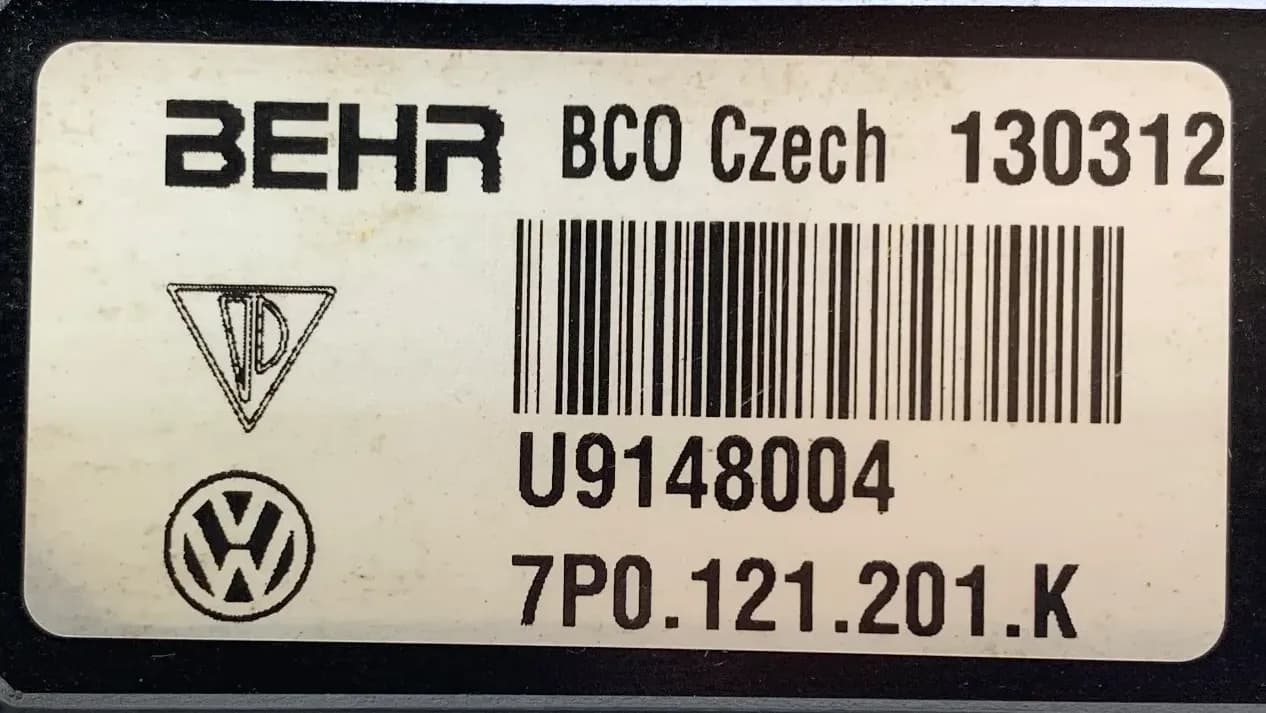 BEHR BCO Czech 130312
U9148004
7P0.121.201.K